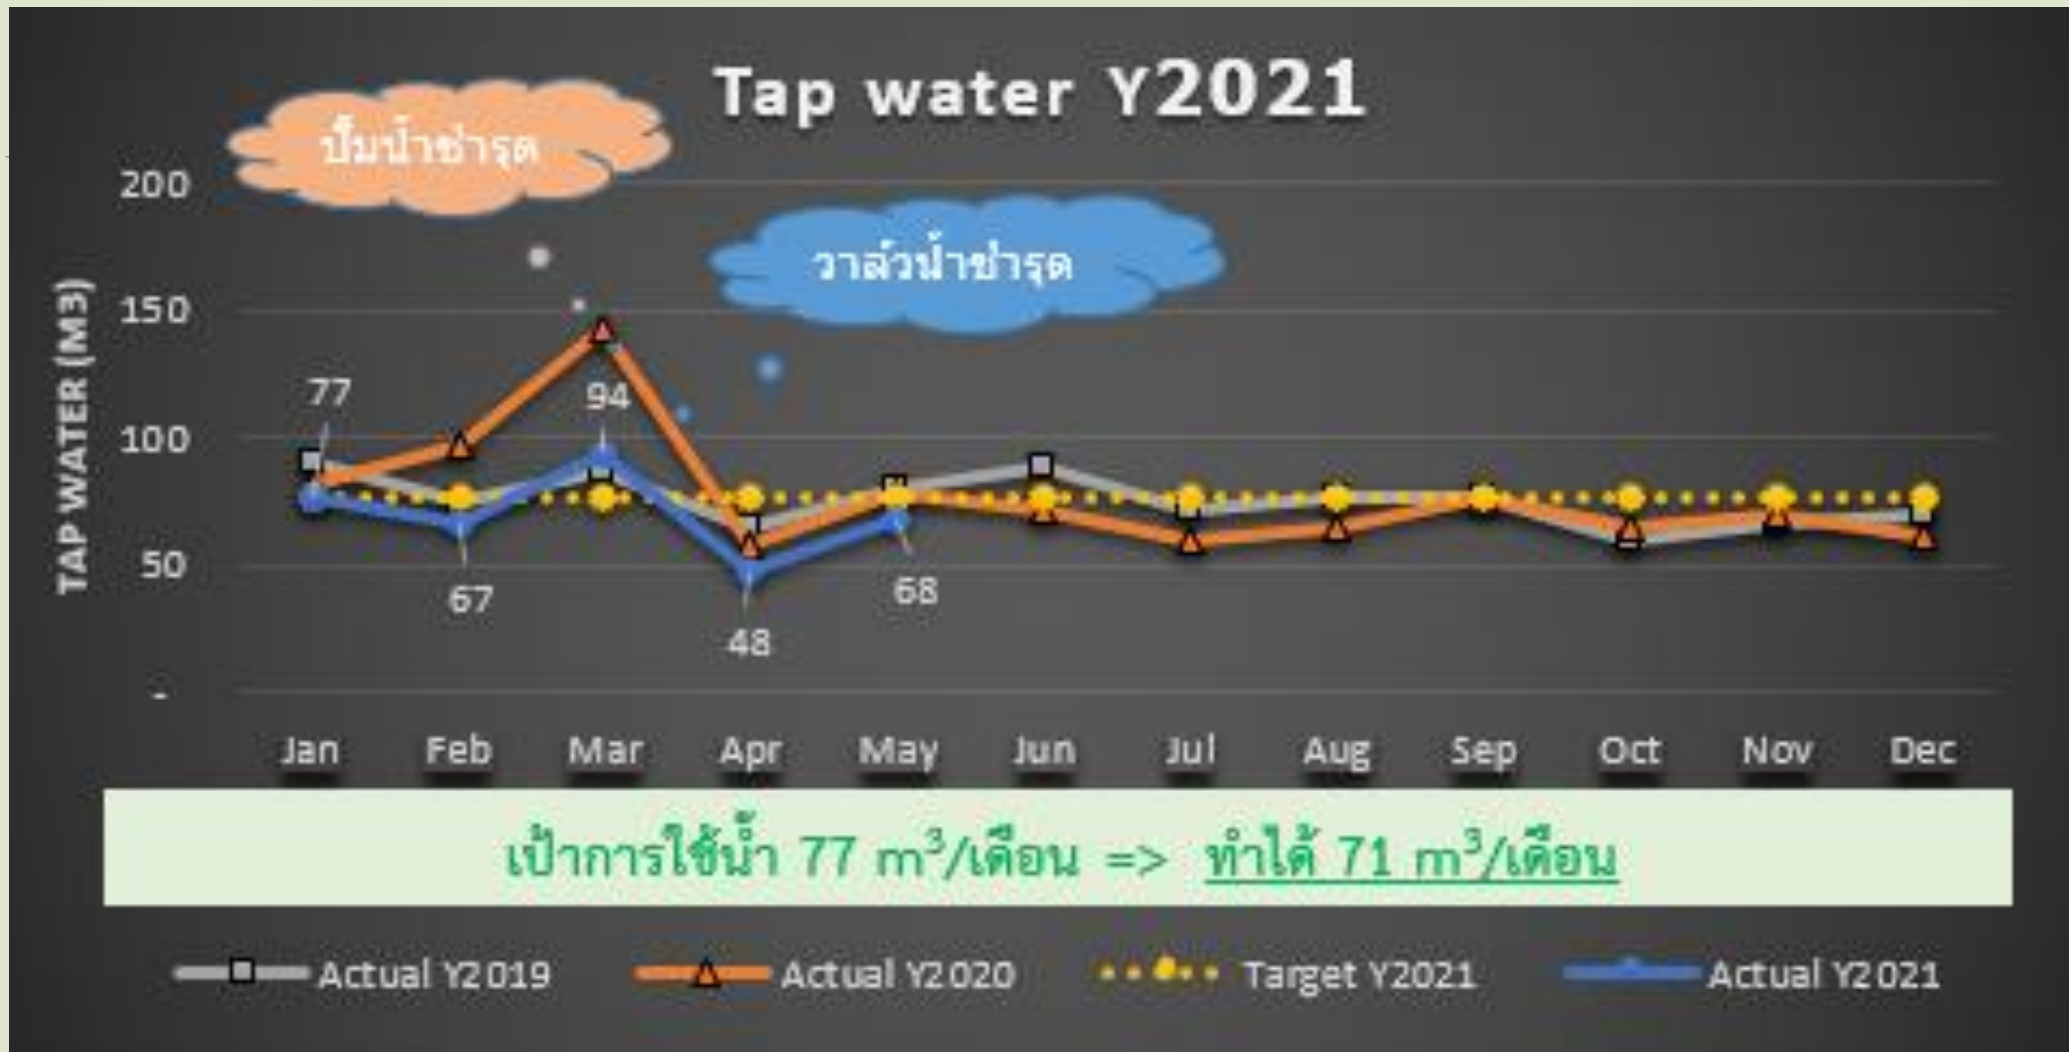 Tap water Y2021
ปั๊มน้ำชำรุด
วาล์วน้ำชำรุด
TAP WATER (M3)
200
150
100
50
-
77
67
94
48
68
Jan Feb Mar Apr May Jun Jul Aug Sep Oct Nov Dec
เป้าการใช้น้ำ 77 m³/เดือน => ทำได้ 71 m³/เดือน
Actual Y2019 Actual Y2020 Target Y2021 Actual Y2021